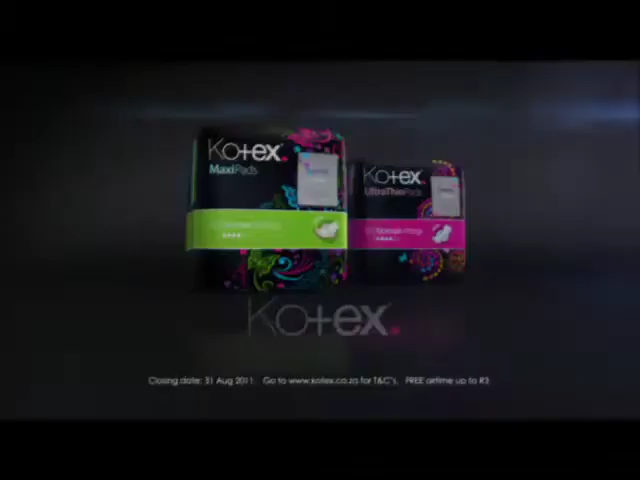 Kotex
MaxiPads
Kotex
UltraThinPads
Kotex
Closing date: 31 Aug 2011. Go to www.kotex.co.za for T&C's. FREE airtime up to R3